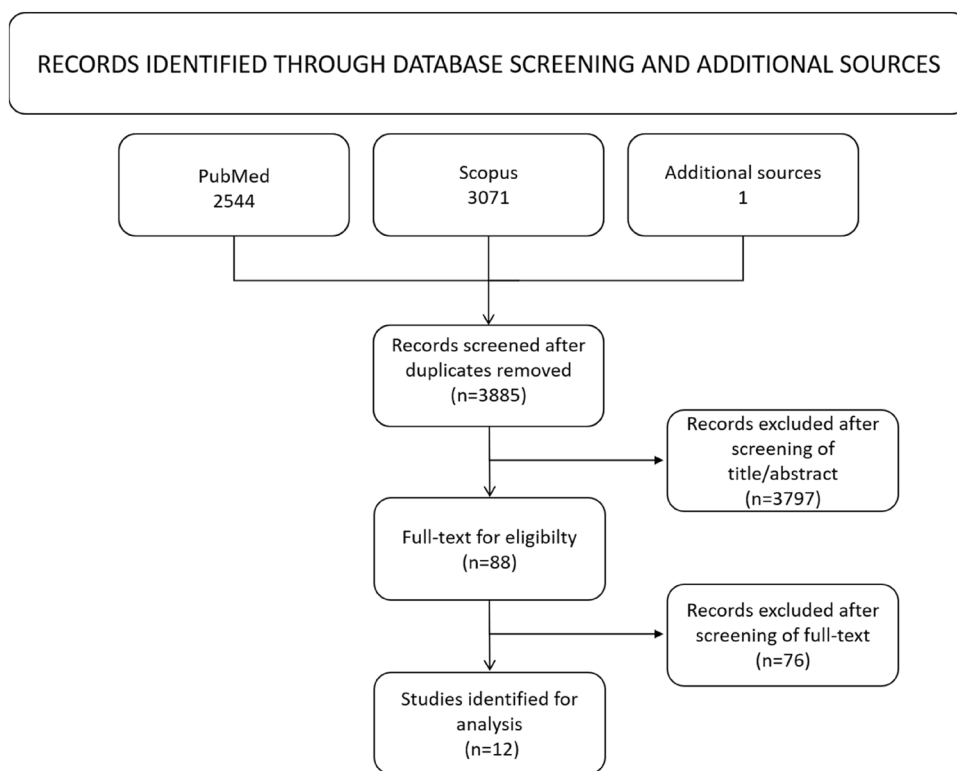 RECORDS IDENTIFIED THROUGH DATABASE SCREENING AND ADDITIONAL SOURCES
PubMed
2544
Scopus
3071
Additional sources
1
Records screened after
duplicates removed
(n=3885)
Records excluded after
screening of
title/abstract
(n=3797)
Full-text for eligibilty
(n=88)
Records excluded after
screening of full-text
(n=76)
Studies identified for
analysis
(n=12)